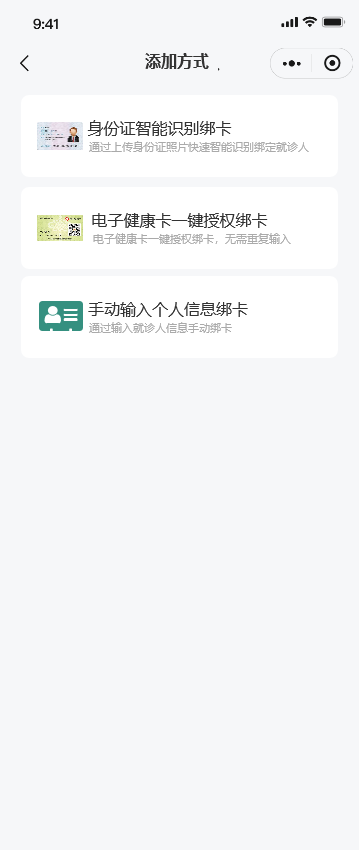 9:41
添加方式
身份证智能识别绑卡
通过上传身份证照片快速智能识别绑定就诊人
电子健康卡一键授权绑卡
电子健康卡一键授权绑卡，无需重复输入
手动输入个人信息绑卡
通过输入就诊人信息手动绑卡